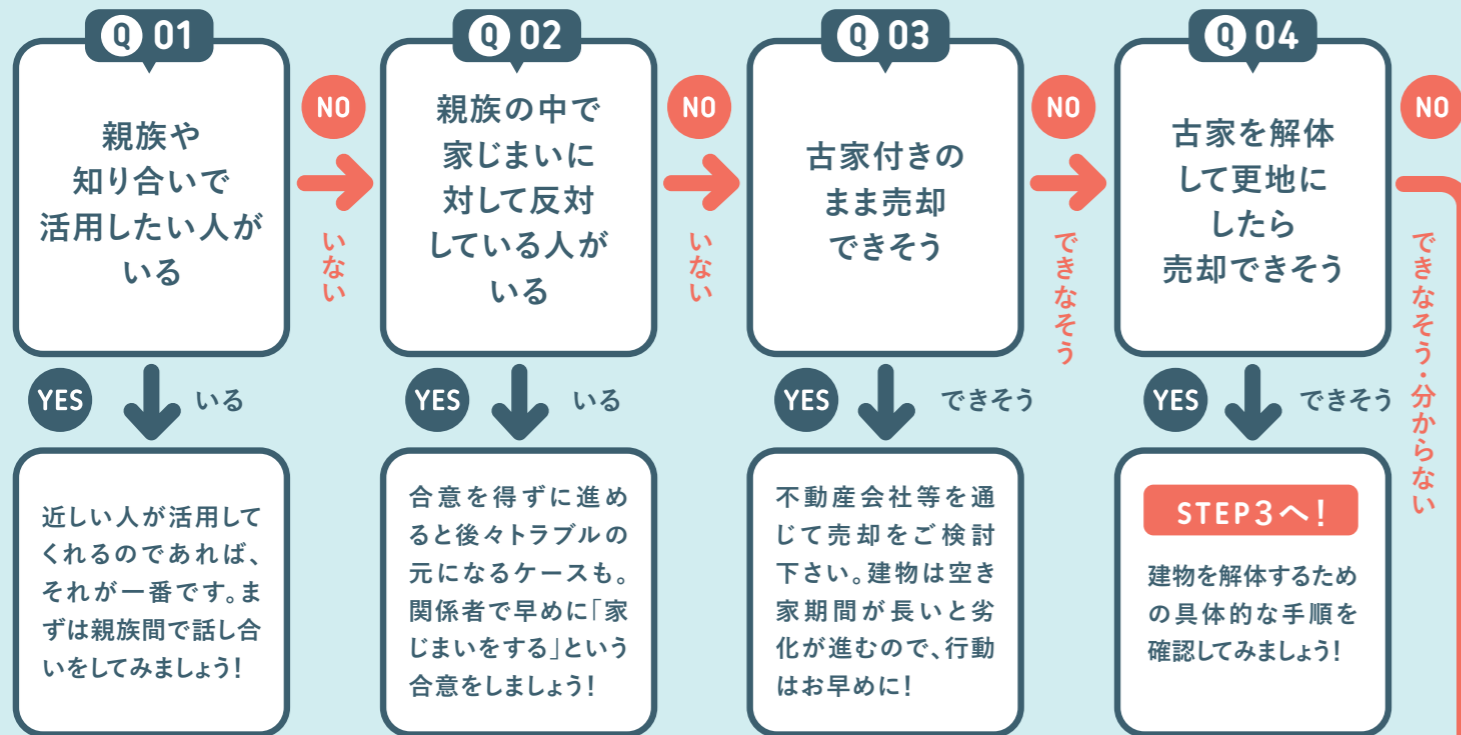 Q 01
親族や
知り合いで
活用したい人が
いる
NO
いない
YES
いる
近しい人が活用して
くれるのであれば、
それが一番です。ま
ずは親族間で話し合
いをしてみましょう!
Q 02
親族の中で
家じまいに
対して反対
している人が
いる
NO
いない
YES
いる
合意を得ずに進め
ると後々トラブルの
元になるケースも。
関係者で早めに「家
じまいをする」という
合意をしましょう!
Q 03
古家付きの
まま売却
できそう
NO
できなそう
YES
できそう
不動産会社等を通
じて売却をご検討
下さい。建物は空き
家期間が長いと劣
化が進むので、行動
はお早めに!
Q 04
古家を解体
して更地に
したら
売却できそう
NO
できなそう・分からない
YES
できそう
STEP3へ!
建物を解体するため
の具体的な手順を
確認してみましょう!